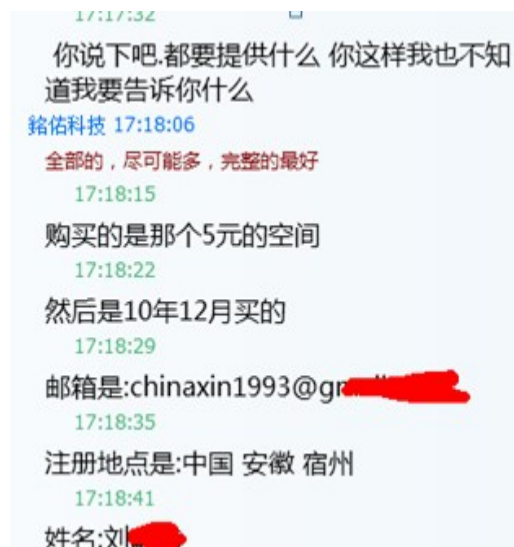 17:17:32
你说下吧.都要提供什么 你这样我也不知
道我要告诉你什么
銘佑科技 17:18:06
全部的，尽可能多，完整的最好
17:18:15
购买的是那个5元的空间
17:18:22
然后是10年12月买的
17:18:29
邮箱是:chinaxin1993@g
17:18:35
注册地点是:中国 安徽 宿州
17:18:41
姓名:刘